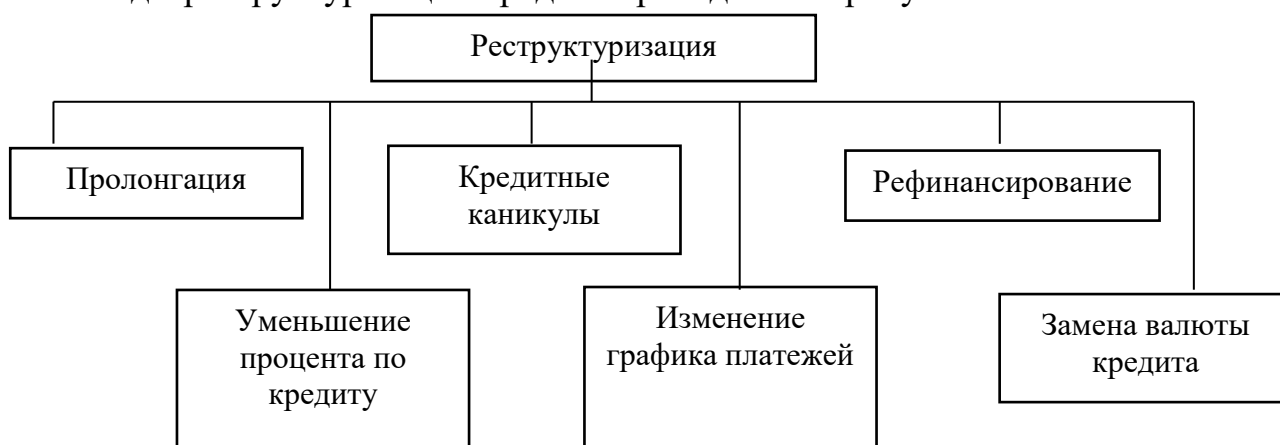 Реструктуризация
Пролонгация
Кредитные
каникулы
Рефинансирование
Уменьшение
процента по
кредиту
Изменение
графика платежей
Замена валюты
кредита